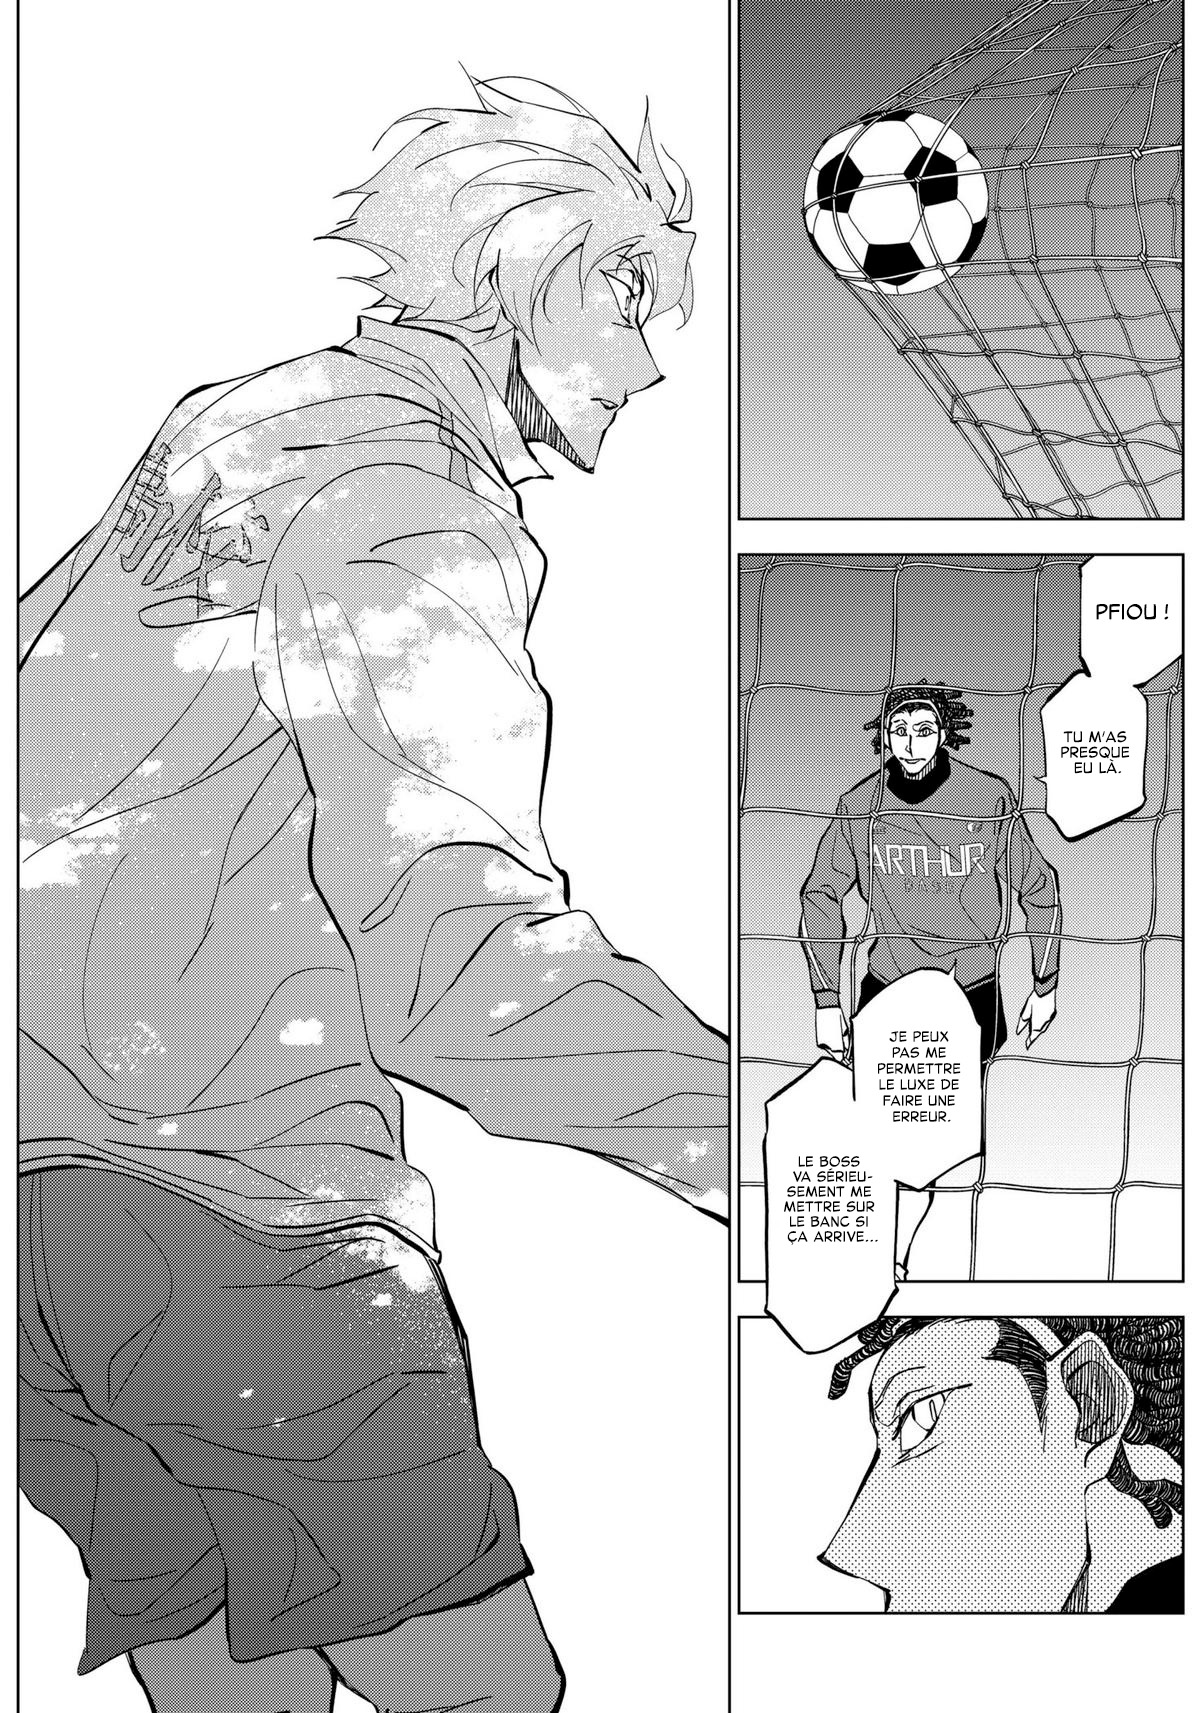 PFIOU !
TU M'AS
PRESQUE
EU LÀ.
ARTHUR
BASE
JE PEUX
PAS ME
PERMETTRE
LE LUXE DE
FAIRE UNE
ERREUR.
LE BOSS
VA SÉRIEU-
SEMENT ME
METTRE SUR
LE BANC SI
ÇA ARRIVE...